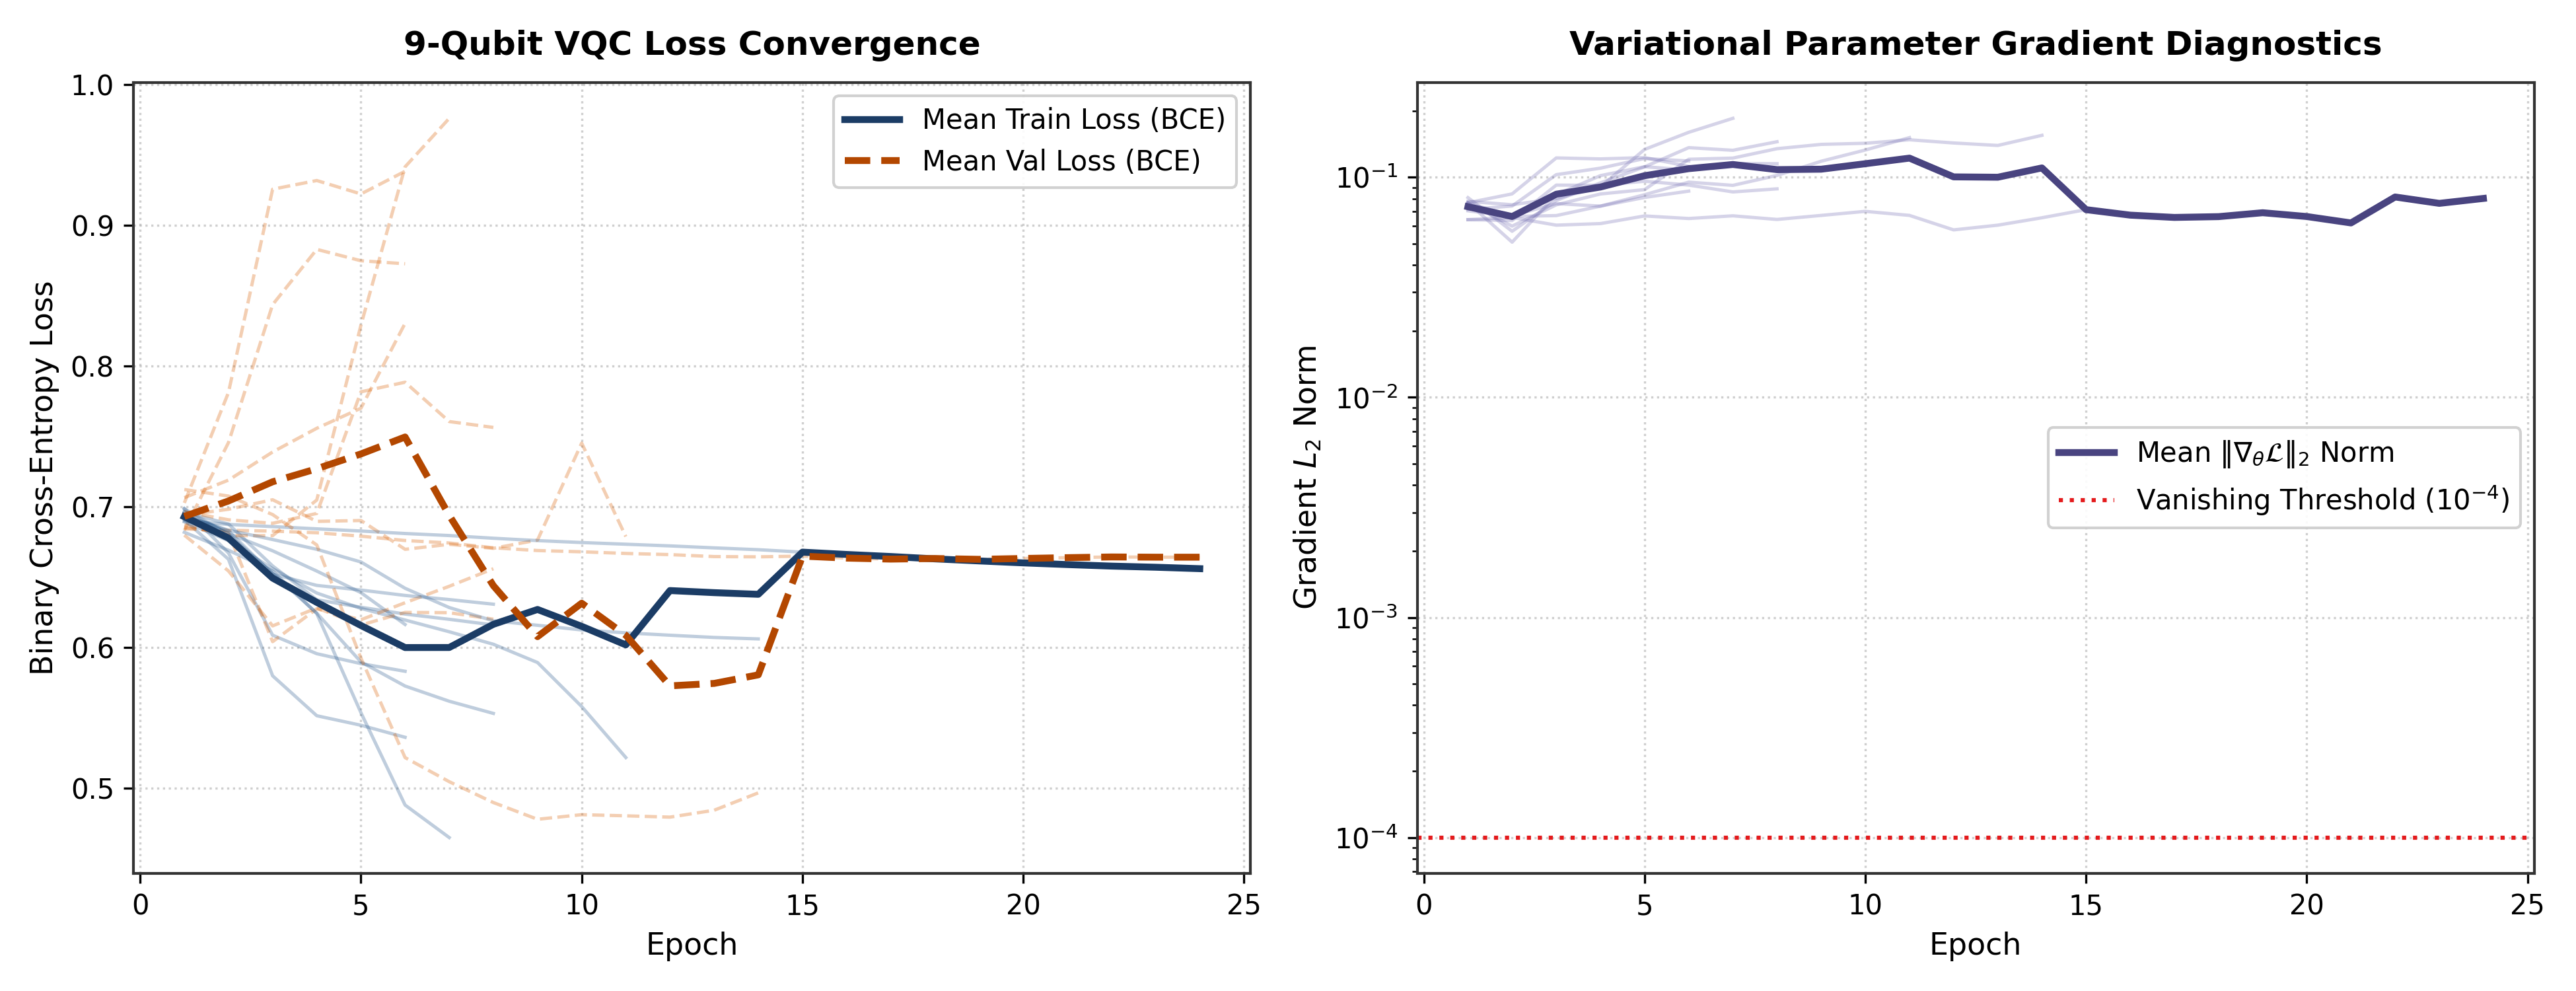 9-Qubit VQC Loss Convergence
Binary Cross-Entropy Loss
1.0
0.9
0.8
0.7
0.6
0.5
0 5 10 15 20 25
Epoch
Mean Train Loss (BCE)
Mean Val Loss (BCE)
Variational Parameter Gradient Diagnostics
Gradient L₂ Norm
10⁻¹
10⁻²
10⁻³
10⁻⁴
0 5 10 15 20 25
Epoch
Mean ‖∇θℒ‖₂ Norm
Vanishing Threshold (10⁻⁴)